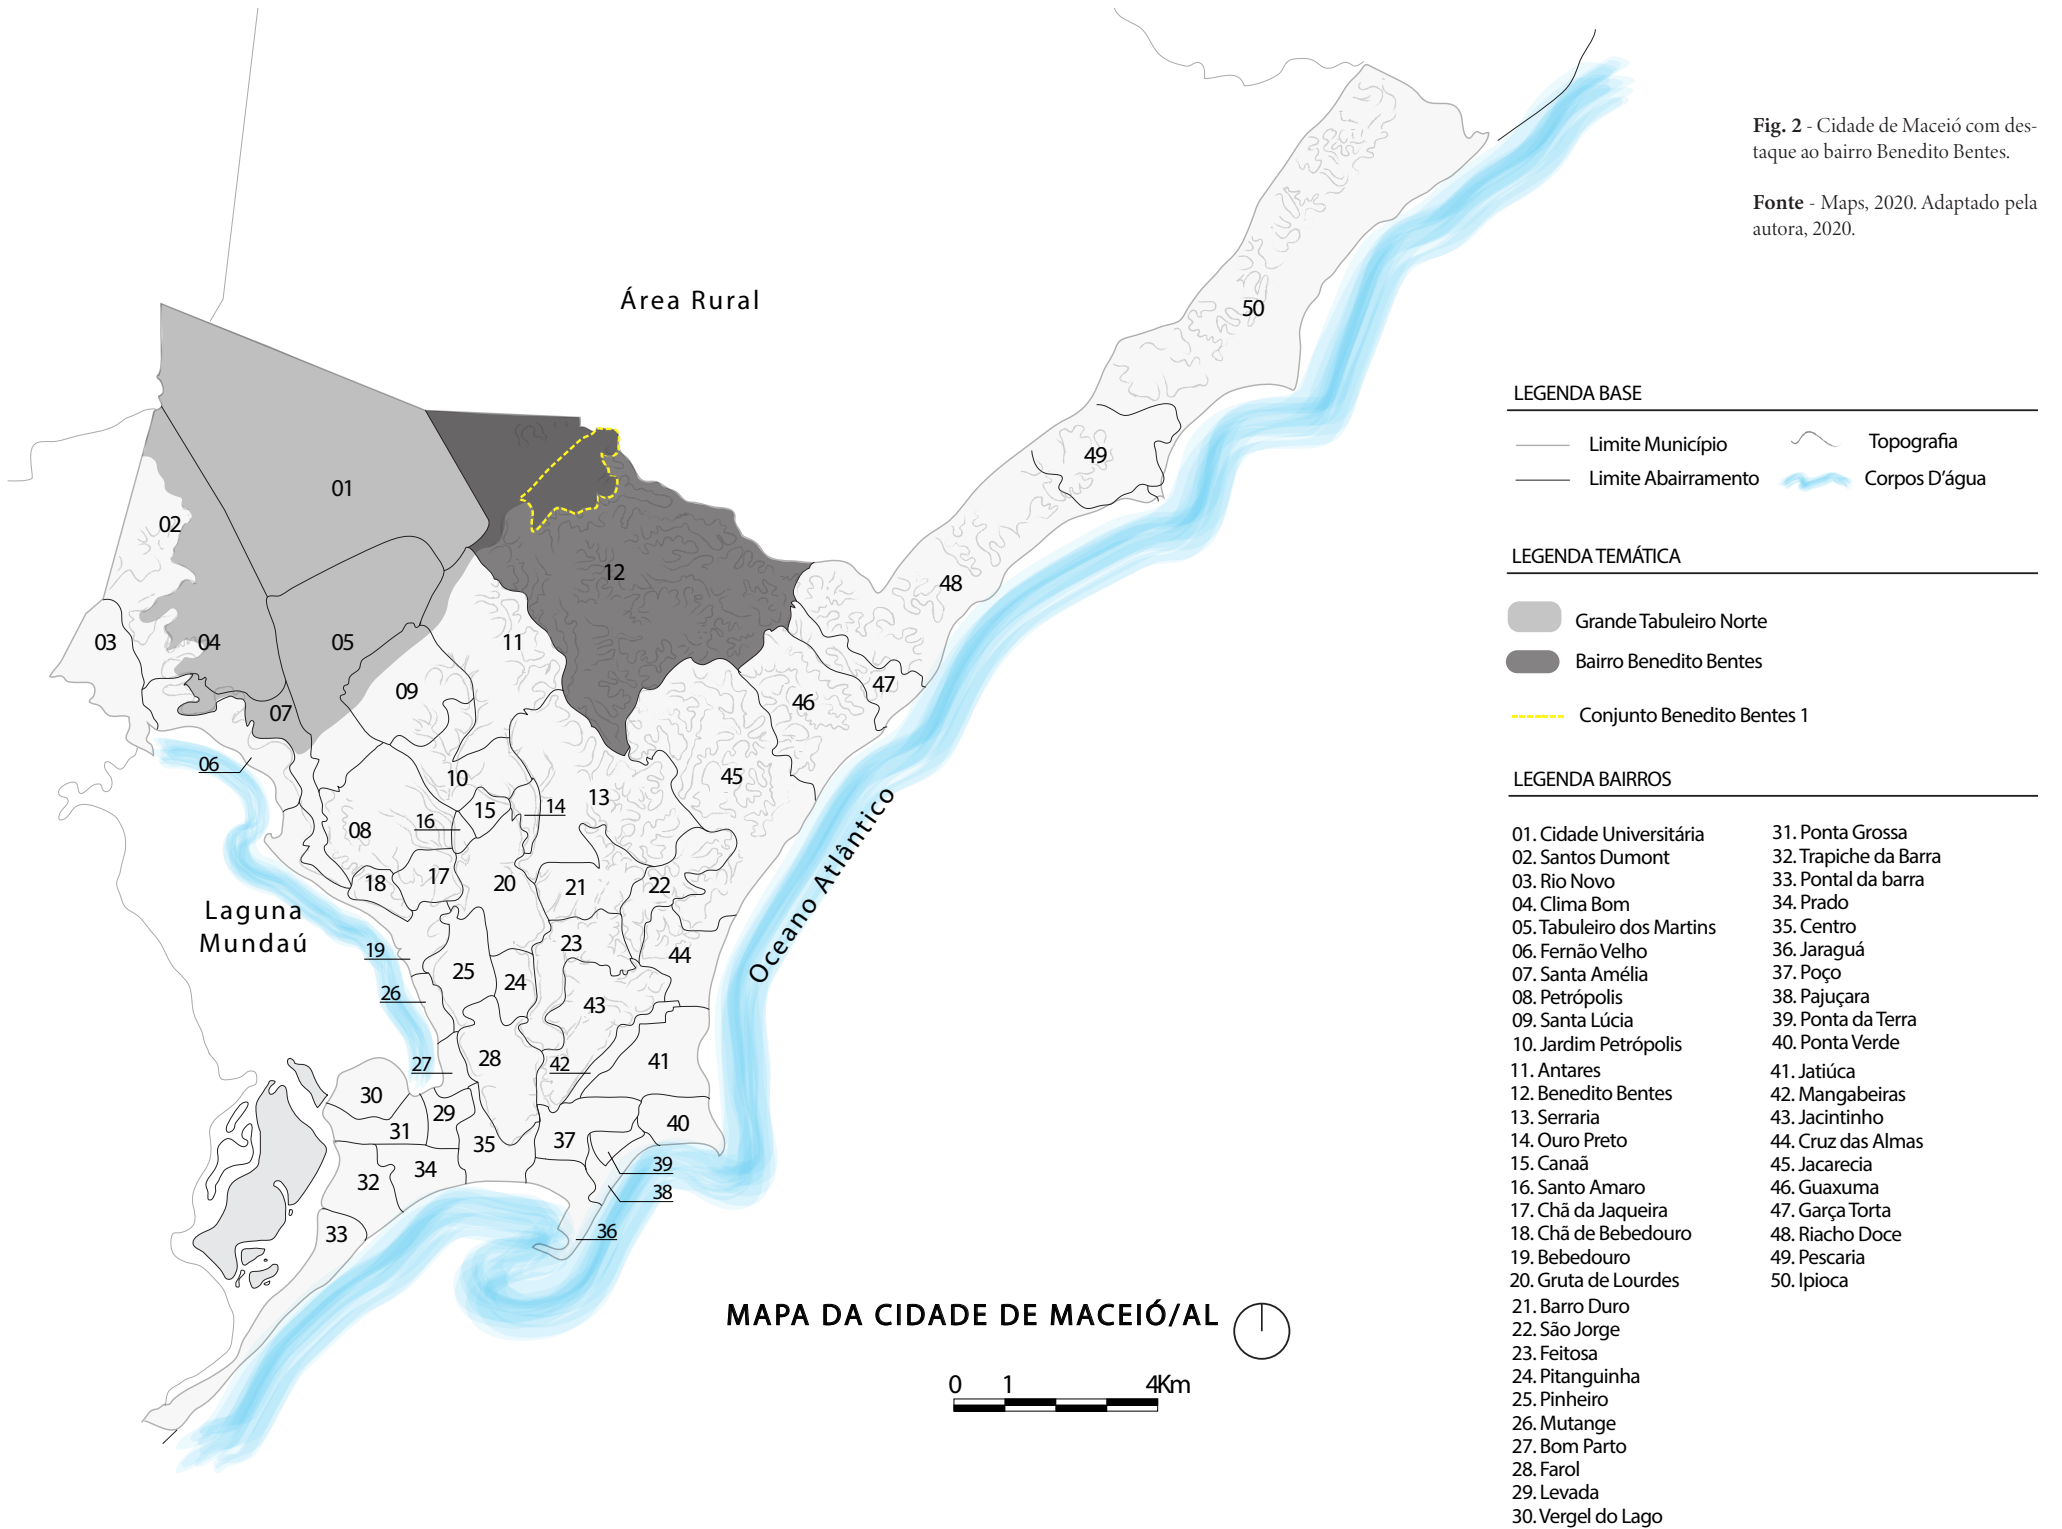 Fig. 2 - Cidade de Maceió com des-
taque ao bairro Benedito Bentes.
Fonte - Maps, 2020. Adaptado pela
autora, 2020.
Área Rural
50
49
48
01
02
12
03
04
05
11
09
07
46
47
06
10
45
13
14
15
16
08
18
17
20
21
22
Laguna
Mundaú
Oceano Atlântico
19
23
44
25
24
26
43
27
28
42
41
30
29
31
35
37
40
39
38
34
32
33
36
MAPA DA CIDADE DE MACEIÓ/AL
0 1 4Km
LEGENDA BASE
Limite Município
Topografia
Limite Abairramento
Corpos D'água
LEGENDA TEMÁTICA
Grande Tabuleiro Norte
Bairro Benedito Bentes
Conjunto Benedito Bentes 1
LEGENDA BAIRROS
01. Cidade Universitária
02. Santos Dumont
03. Rio Novo
04. Clima Bom
05. Tabuleiro dos Martins
06. Fernão Velho
07. Santa Amélia
08. Petrópolis
09. Santa Lúcia
10. Jardim Petrópolis
11. Antares
12. Benedito Bentes
13. Serraria
14. Ouro Preto
15. Canaã
16. Santo Amaro
17. Chã da Jaqueira
18. Chã de Bebedouro
19. Bebedouro
20. Gruta de Lourdes
21. Barro Duro
22. São Jorge
23. Feitosa
24. Pitanguinha
25. Pinheiro
26. Mutange
27. Bom Parto
28. Farol
29. Levada
30. Vergel do Lago
31. Ponta Grossa
32. Trapiche da Barra
33. Pontal da barra
34. Prado
35. Centro
36. Jaraguá
37. Poço
38. Pajuçara
39. Ponta da Terra
40. Ponta Verde
41. Jatiúca
42. Mangabeiras
43. Jacintinho
44. Cruz das Almas
45. Jacarecia
46. Guaxuma
47. Garça Torta
48. Riacho Doce
49. Pescaria
50. Ipioca